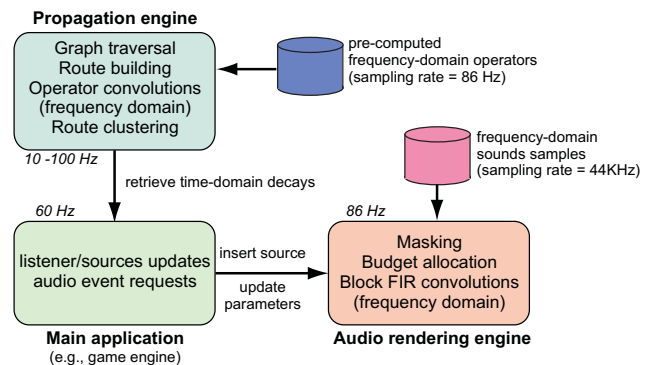 Propagation engine
Graph traversal
Route building
Operator convolutions
(frequency domain)
Route clustering
pre-computed
frequency-domain operators
(sampling rate = 86 Hz)
10 -100 Hz
retrieve time-domain decays
frequency-domain
sounds samples
(sampling rate = 44KHz)
60 Hz
listener/sources updates
audio event requests
insert source
update
parameters
86 Hz
Masking
Budget allocation
Block FIR convolutions
(frequency domain)
Main application
(e.g., game engine)
Audio rendering engine